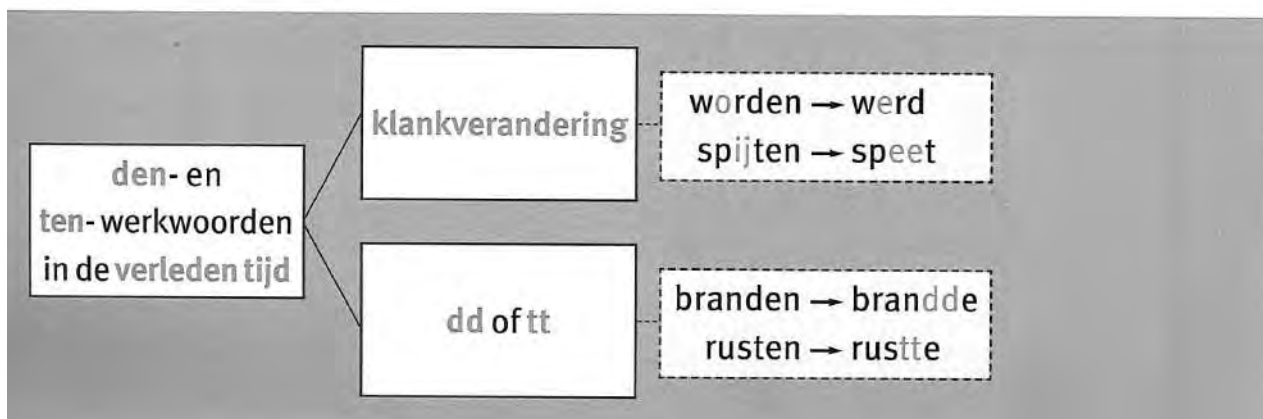 den- en
ten-werkwoorden
in de verleden tijd
klankverandering
worden → werd
spijten → speet
dd of tt
branden → brandde
rusten → rustte